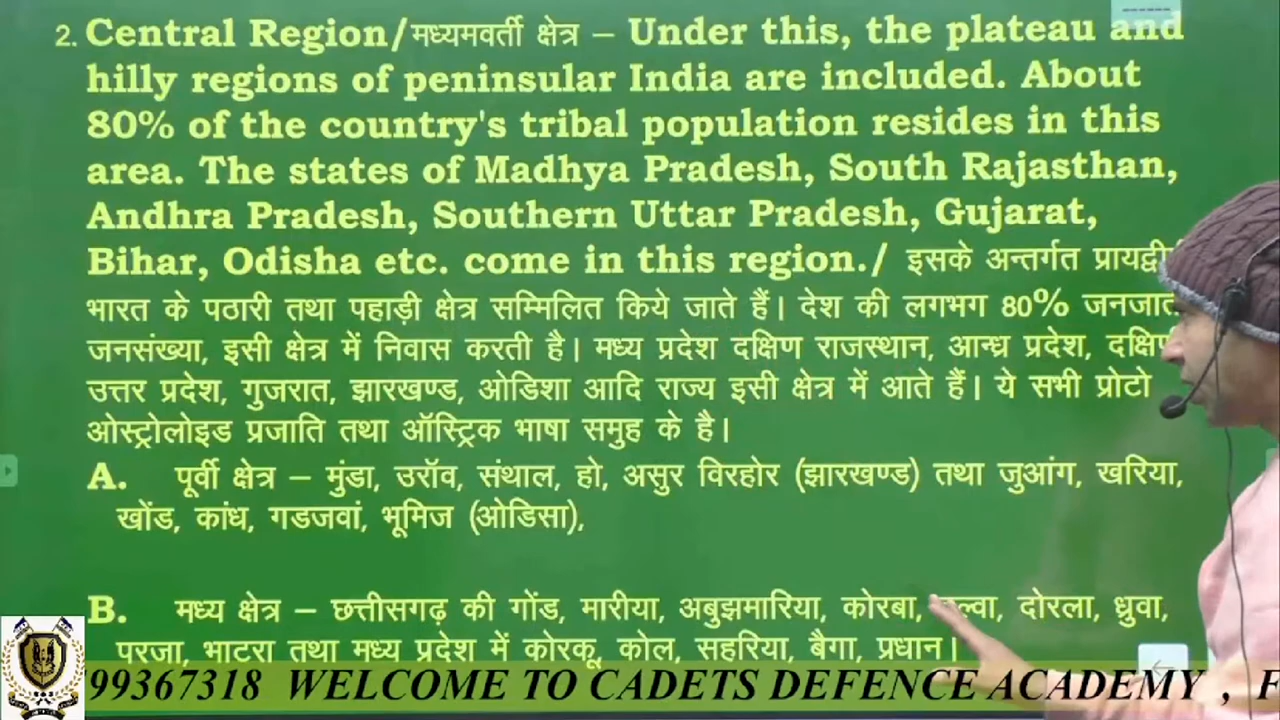 2. Central Region/मध्यमवर्ती क्षेत्र – Under this, the plateau and
hilly regions of peninsular India are included. About
80% of the country's tribal population resides in this
area. The states of Madhya Pradesh, South Rajasthan,
Andhra Pradesh, Southern Uttar Pradesh, Gujarat,
Bihar, Odisha etc. come in this region./ इसके अन्तर्गत
भारत के पठारी तथा पहाड़ी क्षेत्र सम्मिलित किये जाते हैं। देश की लगभग 80%
जनसंख्या, इसी क्षेत्र में निवास करती है। मध्य प्रदेश दक्षिण राजस्थान, आन्ध्र प्रदेश,
उत्तर प्रदेश, गुजरात, झारखण्ड, ओडिशा आदि राज्य इसी क्षेत्र में आते हैं। ये सभी प्रोटो
ओस्ट्रोलोइड प्रजाति तथा ऑस्ट्रिक भाषा समुह के है।
A. पूर्वी क्षेत्र – मुंडा, उरॉव, संथाल, हो, असुर विरहोर (झारखण्ड) तथा जुआंग, खरिया,
खोंड, कांध, गडजवां, भूमिज (ओडिसा),
B. मध्य क्षेत्र – छत्तीसगढ़ की गोंड, मारीया, अबुझमारिया, कोरबा, दोरला, ध्रुवा,
परजा, भाटरा तथा मध्य प्रदेश में कोरकू, कोल, सहरिया, बैगा, प्रधान।
99367318 WELCOME TO CADETS DEFENCE ACADEMY , F